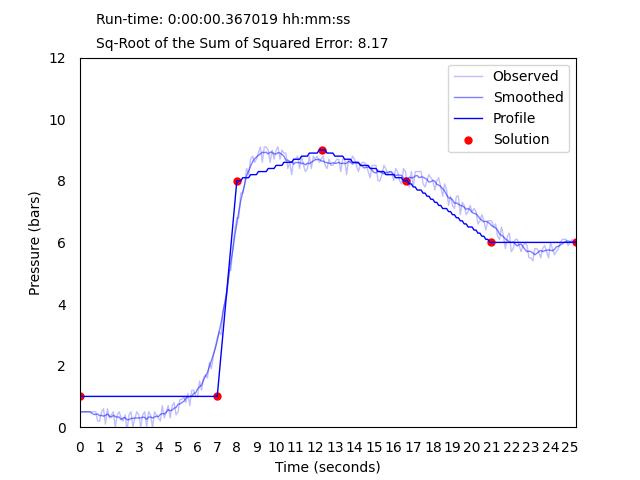 Run-time: 0:00:00.367019 hh:mm:ss
Sq-Root of the Sum of Squared Error: 8.17
12
Observed
Smoothed
Profile
Solution
10
8
6
4
2
0
Pressure (bars)
0 1 2 3 4 5 6 7 8 9 10 11 12 13 14 15 16 17 18 19 20 21 22 23 24 25
Time (seconds)